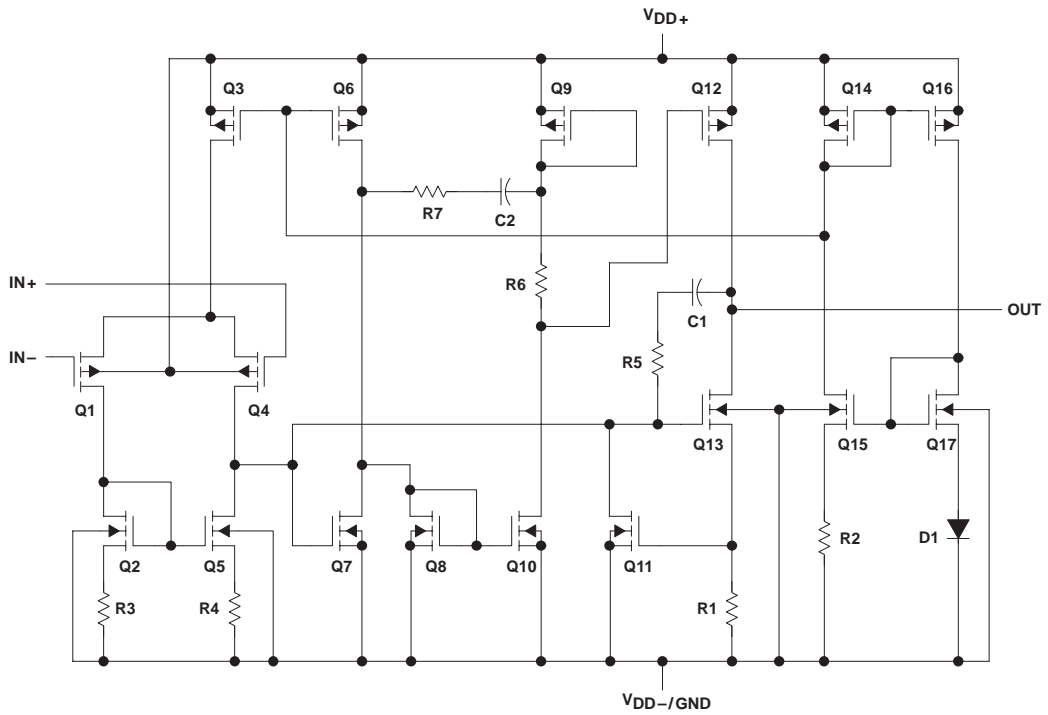 VDD+
Q3
Q6
Q9
Q12
Q14
Q16
R7
C2
IN+
R6
C1
OUT
IN−
R5
Q1
Q4
Q13
Q15
Q17
Q2
Q5
Q7
Q8
Q10
Q11
R2
D1
R3
R4
R1
VDD−/GND